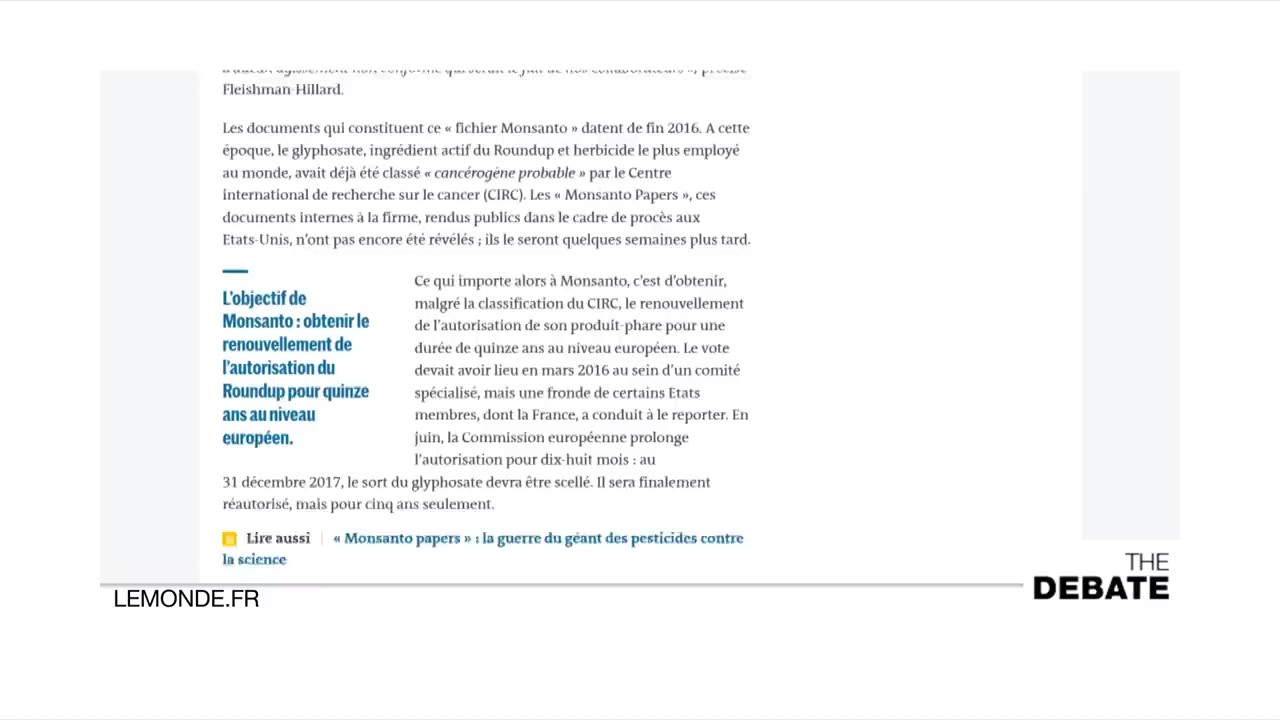 Fleishman-Hillard.
Les documents qui constituent ce « fichier Monsanto » datent de fin 2016. A cette
époque, le glyphosate, ingrédient actif du Roundup et herbicide le plus employé
au monde, avait déjà été classé « cancérogène probable » par le Centre
international de recherche sur le cancer (CIRC). Les « Monsanto Papers », ces
documents internes à la firme, rendus publics dans le cadre de procès aux
Etats-Unis, n’ont pas encore été révélés ; ils le seront quelques semaines plus tard.
L’objectif de
Monsanto : obtenir le
renouvellement de
l’autorisation du
Roundup pour quinze
ans au niveau
européen.
Ce qui importe alors à Monsanto, c’est d’obtenir,
malgré la classification du CIRC, le renouvellement
de l’autorisation de son produit-phare pour une
durée de quinze ans au niveau européen. Le vote
devait avoir lieu en mars 2016 au sein d’un comité
spécialisé, mais une fronde de certains Etats
membres, dont la France, a conduit à le reporter. En
juin, la Commission européenne prolonge
l’autorisation pour dix-huit mois : au
31 décembre 2017, le sort du glyphosate devra être scellé. Il sera finalement
réautorisé, mais pour cinq ans seulement.
Lire aussi | « Monsanto papers » : la guerre du géant des pesticides contre
la science
LEMONDE.FR
THE
DEBATE